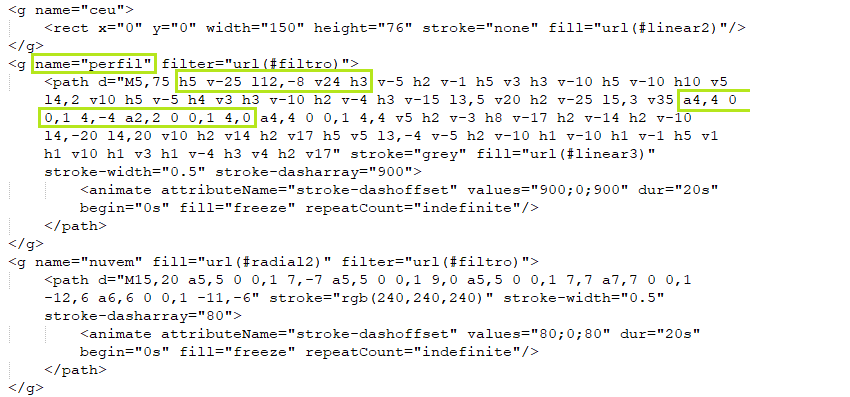 <g name="ceu">
<rect x="0" y="0" width="150" height="76" stroke="none" fill="url(#linear2)"/>
</g>
<g name="perfil" filter="url(#filtro)">
<path d="M5,75 h5 v-25 l12,-8 v24 h3 v-5 h2 v-1 h5 v3 h3 v-10 h5 v-10 h10 v5
l4,2 v10 h5 v-5 h4 v3 h3 v-10 h2 v-4 h3 v-15 l3,5 v20 h2 v-25 l5,3 v35 a4,4 0
0,1 4,-4 a2,2 0 0,1 4,0 a4,4 0 0,1 4,4 v5 h2 v-3 h8 v-17 h2 v-14 h2 v-10
l4,-20 l4,20 v10 h2 v14 h2 v17 h5 v5 l3,-4 v-5 h2 v-10 h1 v-10 h1 v-1 h5 v1
h1 v10 h1 v3 h1 v-4 h3 v4 h2 v17" stroke="grey" fill="url(#linear3)"
stroke-width="0.5" stroke-dasharray="900">
<animate attributeName="stroke-dashoffset" values="900;0;900" dur="20s"
begin="0s" fill="freeze" repeatCount="indefinite"/>
</path>
</g>
<g name="nuvem" fill="url(#radial2)" filter="url(#filtro)">
<path d="M15,20 a5,5 0 0,1 7,-7 a5,5 0 0,1 9,0 a5,5 0 0,1 7,7 a7,7 0 0,1
-12,6 a6,6 0 0,1 -11,-6" stroke="rgb(240,240,240)" stroke-width="0.5"
stroke-dasharray="80">
<animate attributeName="stroke-dashoffset" values="80;0;80" dur="20s"
begin="0s" fill="freeze" repeatCount="indefinite"/>
</path>
</g>